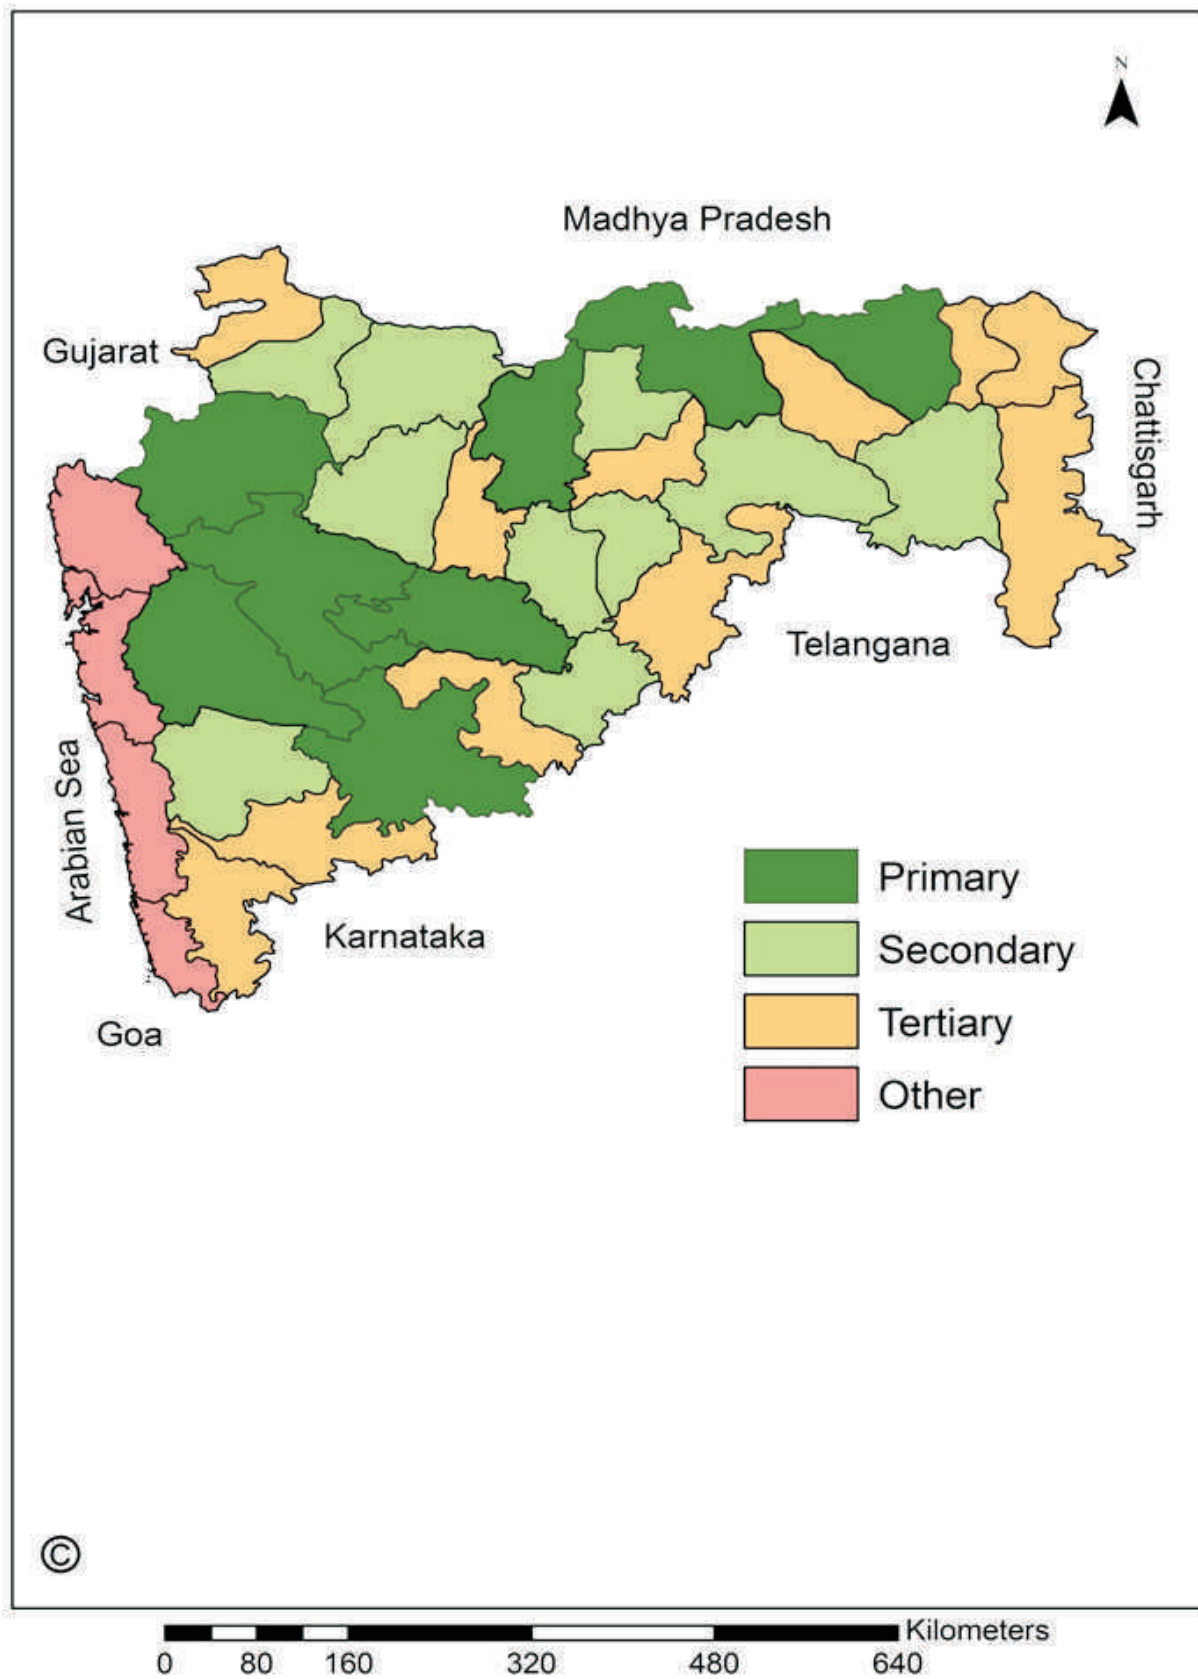 N
Madhya Pradesh
Gujarat
Chattisgarh
Telangana
Arabian Sea
Karnataka
Goa
Primary
Secondary
Tertiary
Other
©
Kilometers
0 80 160 320 480 640